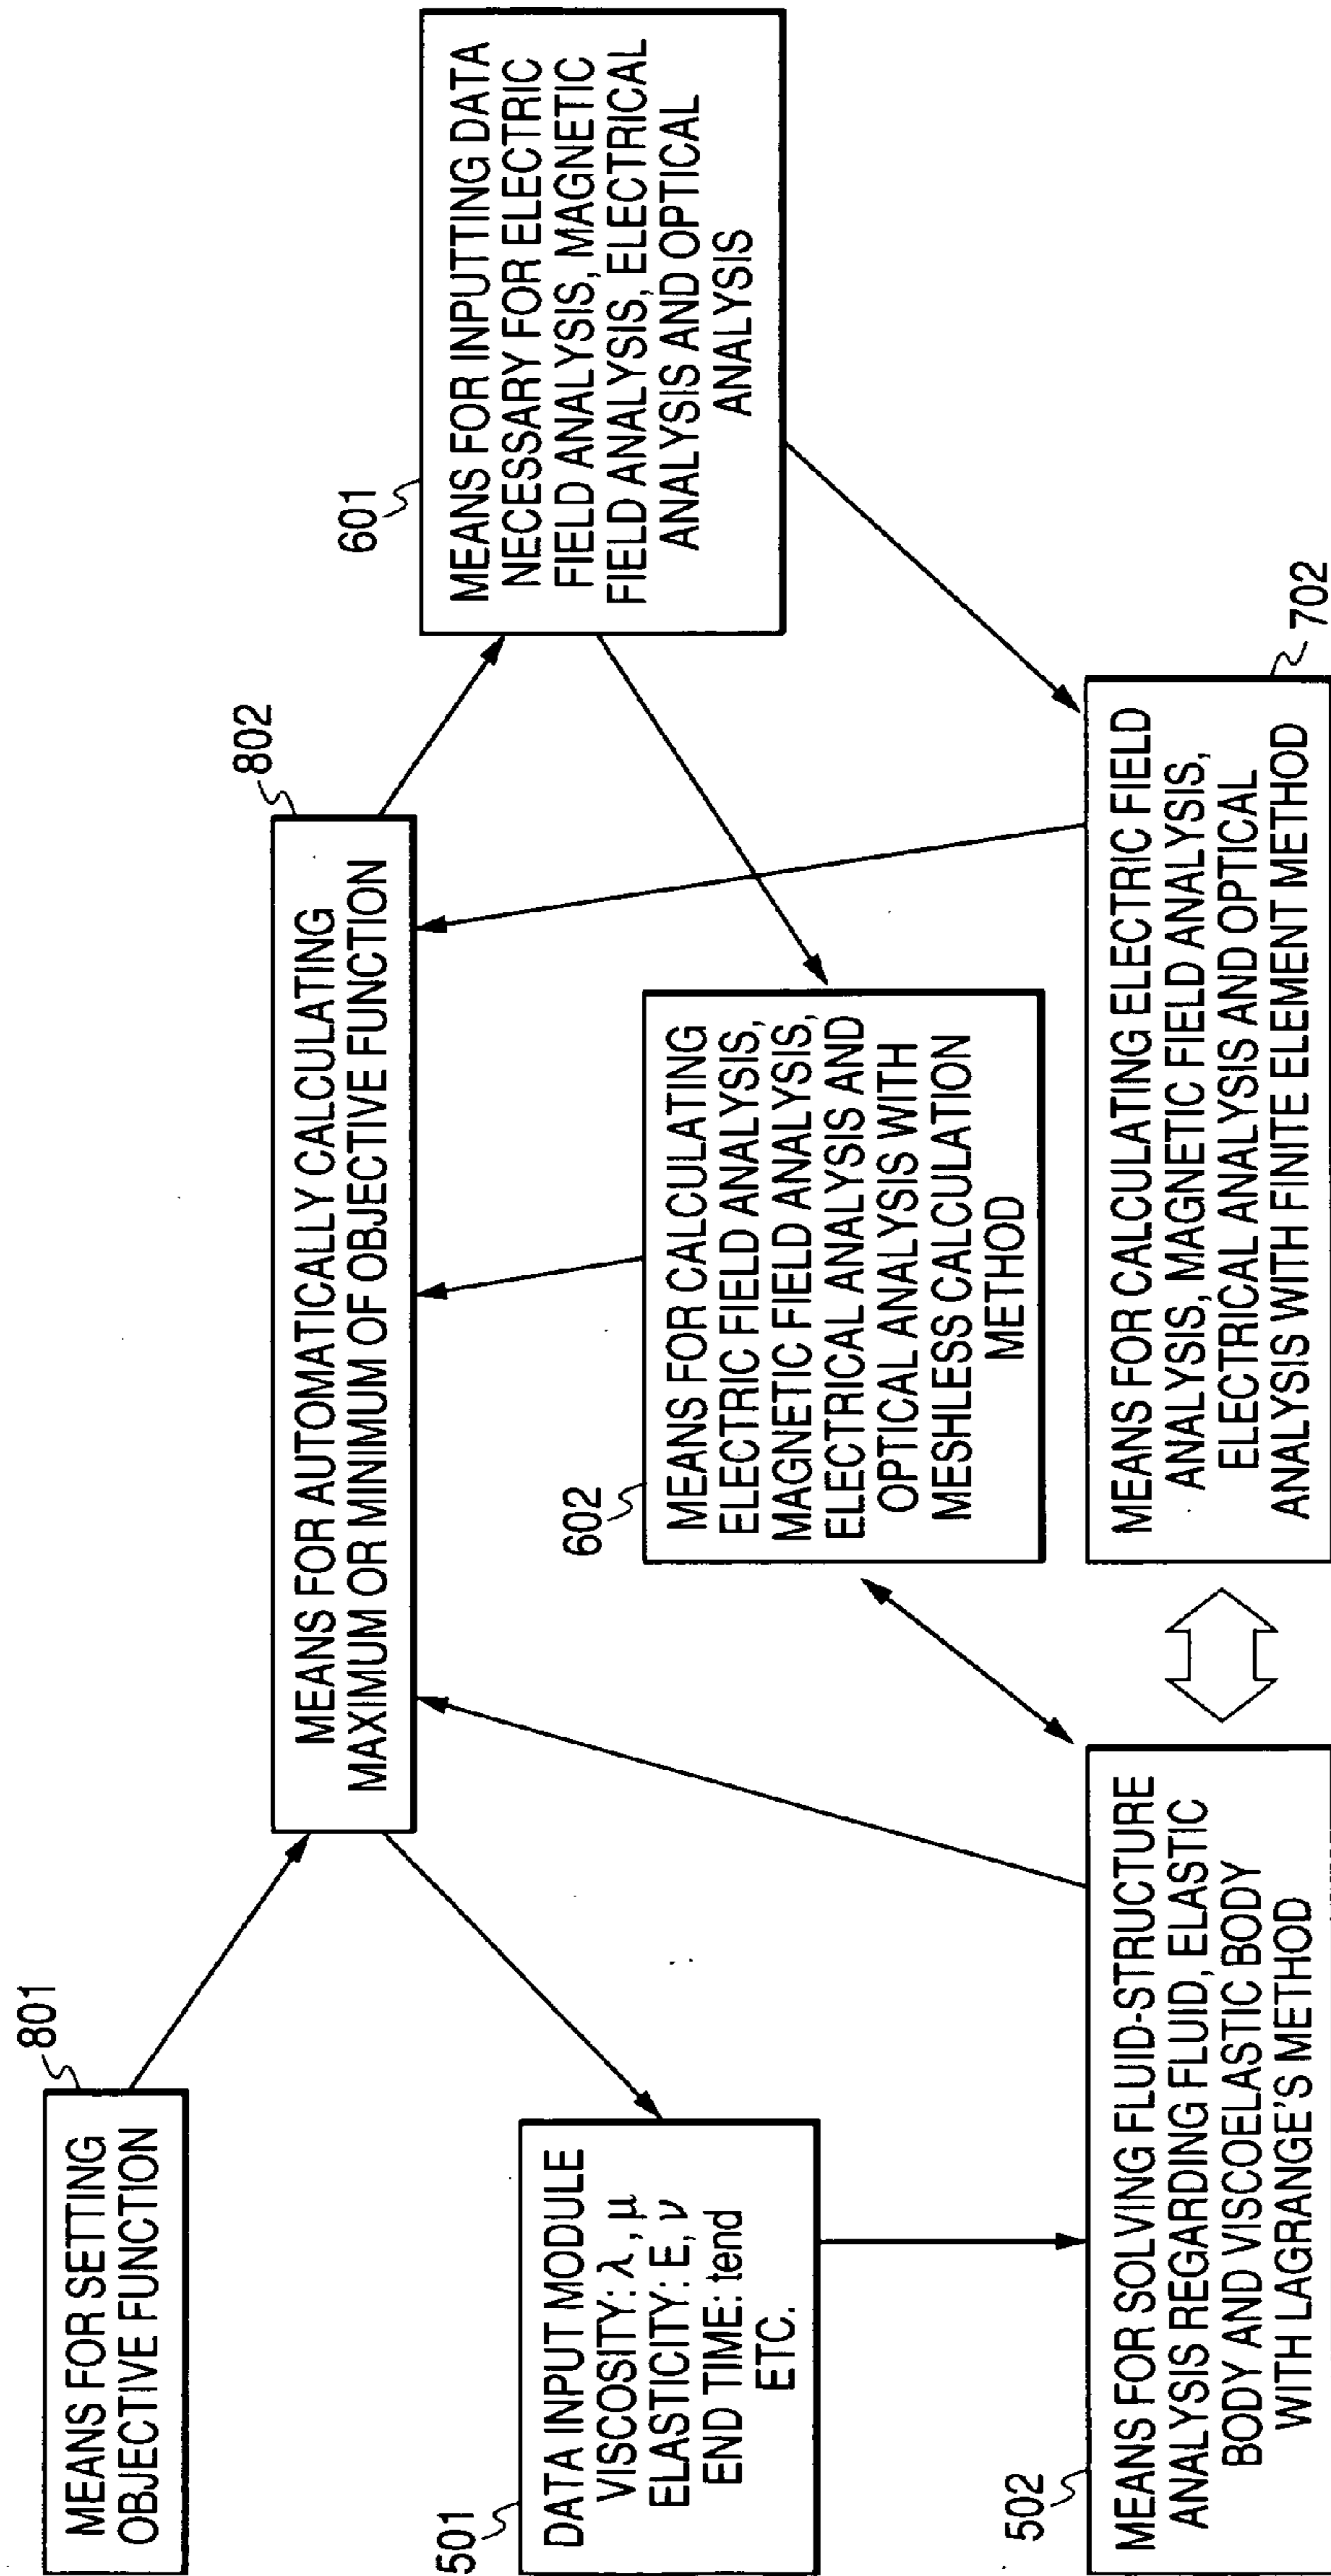 801
MEANS FOR SETTING
OBJECTIVE FUNCTION
802
MEANS FOR AUTOMATICALLY CALCULATING
MAXIMUM OR MINIMUM OF OBJECTIVE FUNCTION
601
MEANS FOR INPUTTING DATA
NECESSARY FOR ELECTRIC
FIELD ANALYSIS, MAGNETIC
FIELD ANALYSIS, ELECTRICAL
ANALYSIS AND OPTICAL
ANALYSIS
501
DATA INPUT MODULE
VISCOSITY: λ, μ
ELASTICITY: E, ν
END TIME: tend
ETC.
602
MEANS FOR CALCULATING
ELECTRIC FIELD ANALYSIS,
MAGNETIC FIELD ANALYSIS,
ELECTRICAL ANALYSIS AND
OPTICAL ANALYSIS WITH
MESHLESS CALCULATION
METHOD
502
MEANS FOR SOLVING FLUID-STRUCTURE
ANALYSIS REGARDING FLUID, ELASTIC
BODY AND VISCOELASTIC BODY
WITH LAGRANGE'S METHOD
702
MEANS FOR CALCULATING ELECTRIC FIELD
ANALYSIS, MAGNETIC FIELD ANALYSIS,
ELECTRICAL ANALYSIS AND OPTICAL
ANALYSIS WITH FINITE ELEMENT METHOD